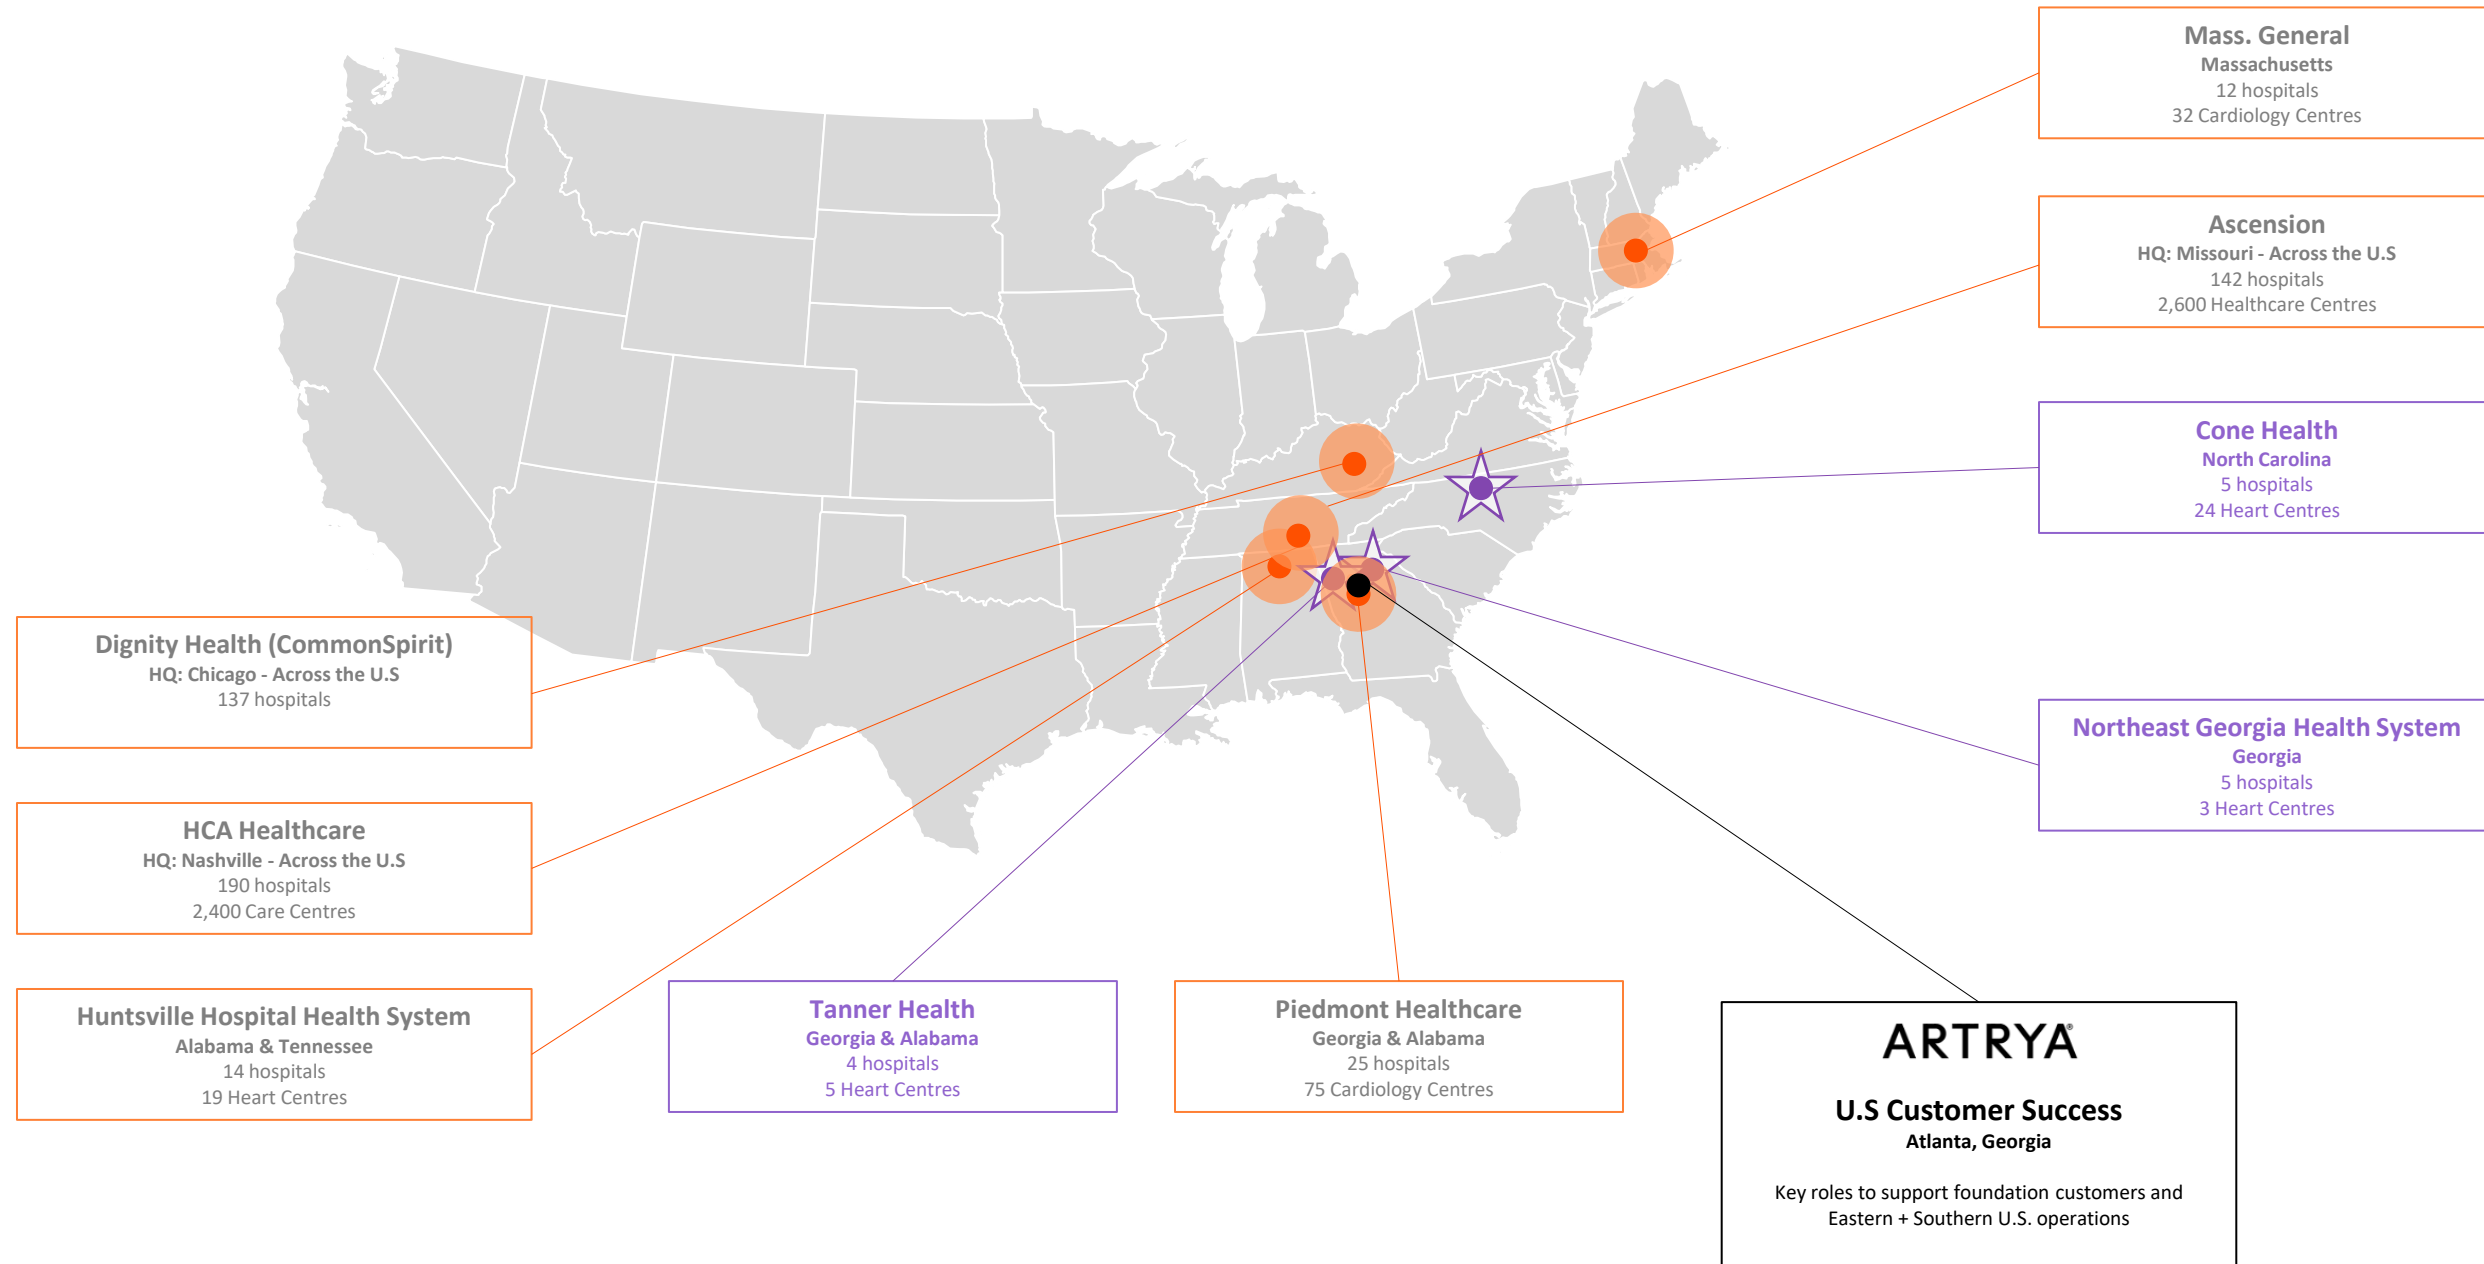 Mass. General
Massachusetts
12 hospitals
32 Cardiology Centres
Ascension
HQ: Missouri - Across the U.S
142 hospitals
2,600 Healthcare Centres
Cone Health
North Carolina
5 hospitals
24 Heart Centres
Dignity Health (CommonSpirit)
HQ: Chicago - Across the U.S
137 hospitals
Northeast Georgia Health System
Georgia
5 hospitals
3 Heart Centres
HCA Healthcare
HQ: Nashville - Across the U.S
190 hospitals
2,400 Care Centres
Huntsville Hospital Health System
Alabama & Tennessee
14 hospitals
19 Heart Centres
Tanner Health
Georgia & Alabama
4 hospitals
5 Heart Centres
Piedmont Healthcare
Georgia & Alabama
25 hospitals
75 Cardiology Centres
ARTRYA®
U.S Customer Success
Atlanta, Georgia
Key roles to support foundation customers and
Eastern + Southern U.S. operations